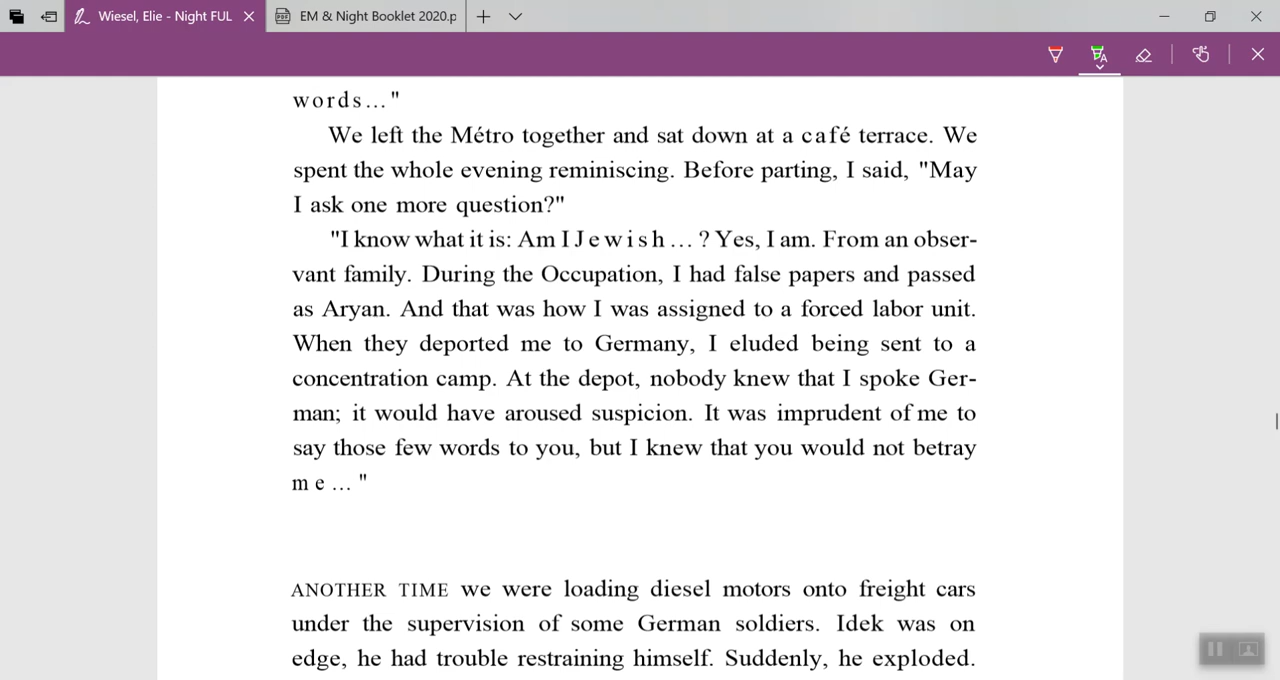 Wiesel, Elie - Night FUL
EM & Night Booklet 2020.p
words..."
We left the Métro together and sat down at a café terrace. We
spent the whole evening reminiscing. Before parting, I said, "May
I ask one more question?"
"I know what it is: Am I Jewish...? Yes, I am. From an obser-
vant family. During the Occupation, I had false papers and passed
as Aryan. And that was how I was assigned to a forced labor unit.
When they deported me to Germany, I eluded being sent to a
concentration camp. At the depot, nobody knew that I spoke Ger-
man; it would have aroused suspicion. It was imprudent of me to
say those few words to you, but I knew that you would not betray
me..."
ANOTHER TIME we were loading diesel motors onto freight cars
under the supervision of some German soldiers. Idek was on
edge, he had trouble restraining himself. Suddenly, he exploded.